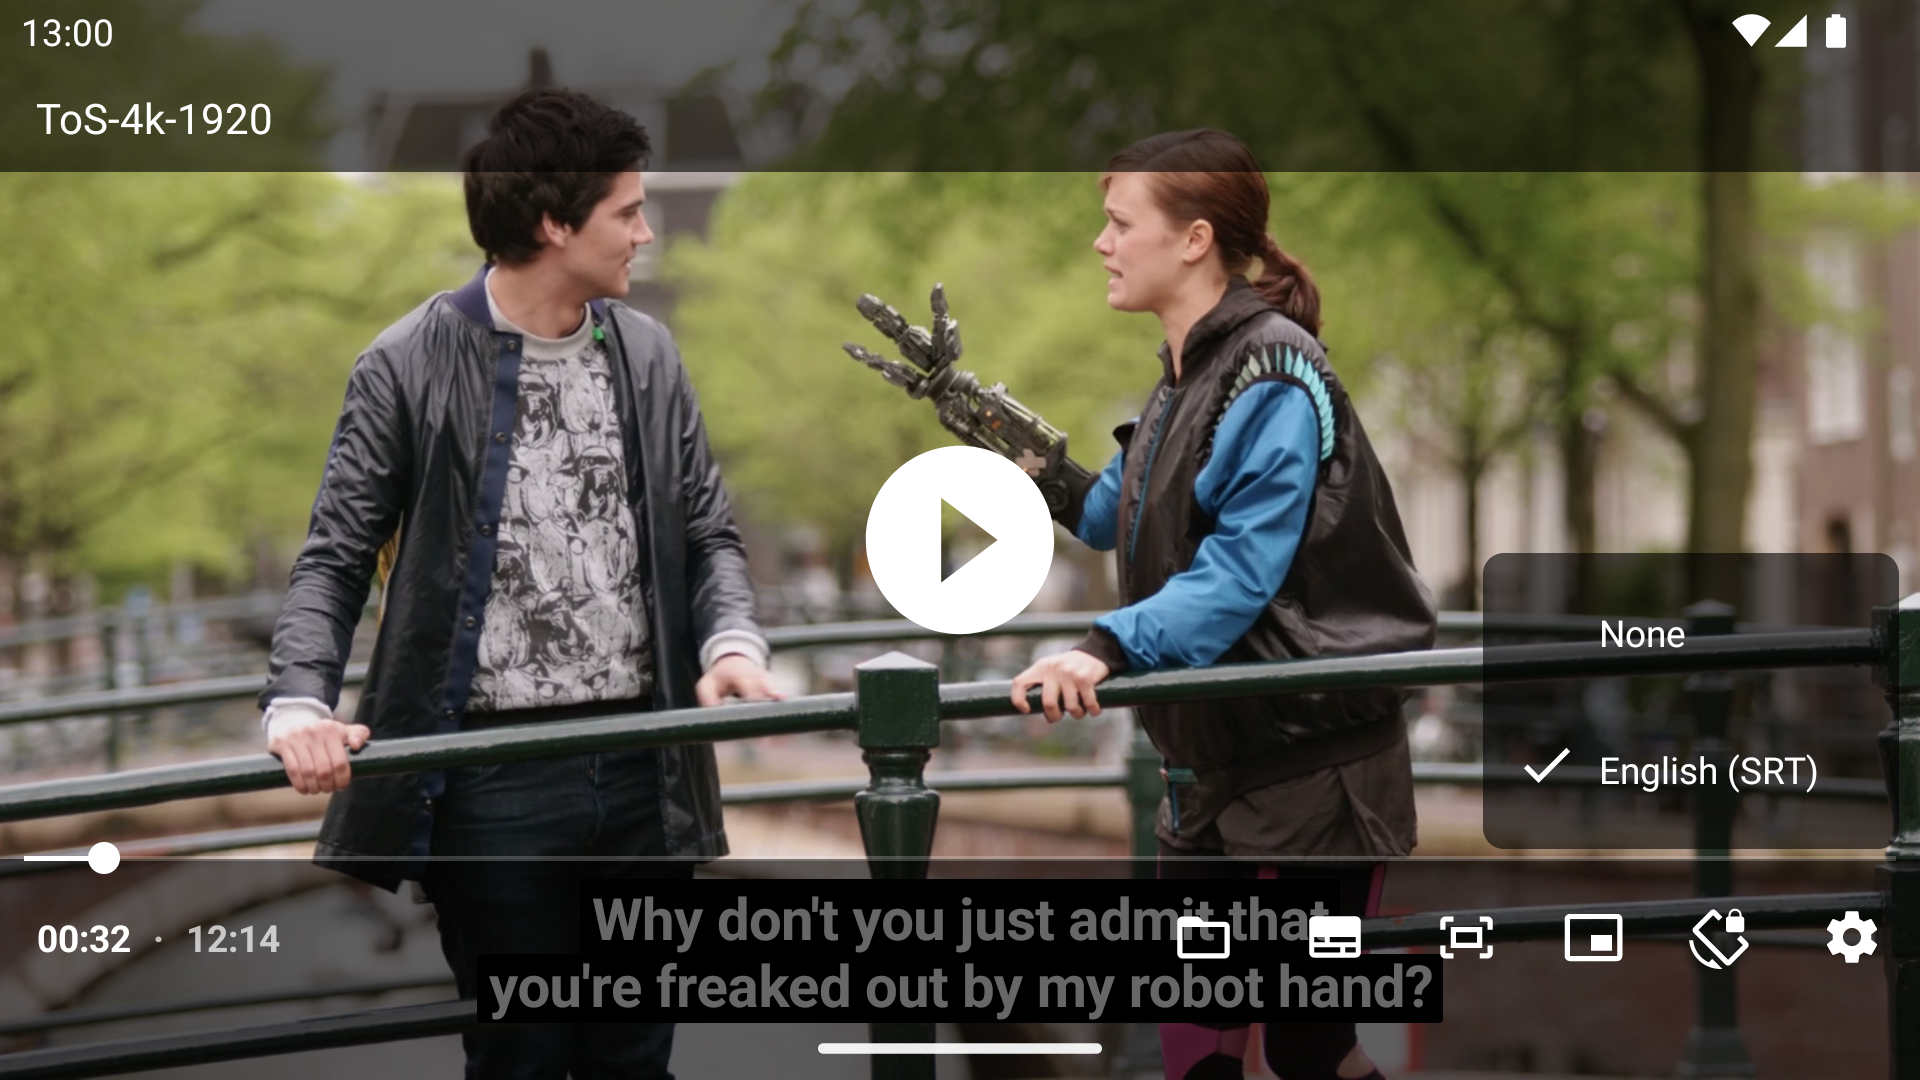 13:00
ToS-4k-1920
None
English (SRT)
00:32 · 12:14
Why don't you just admit that
you're freaked out by my robot hand?